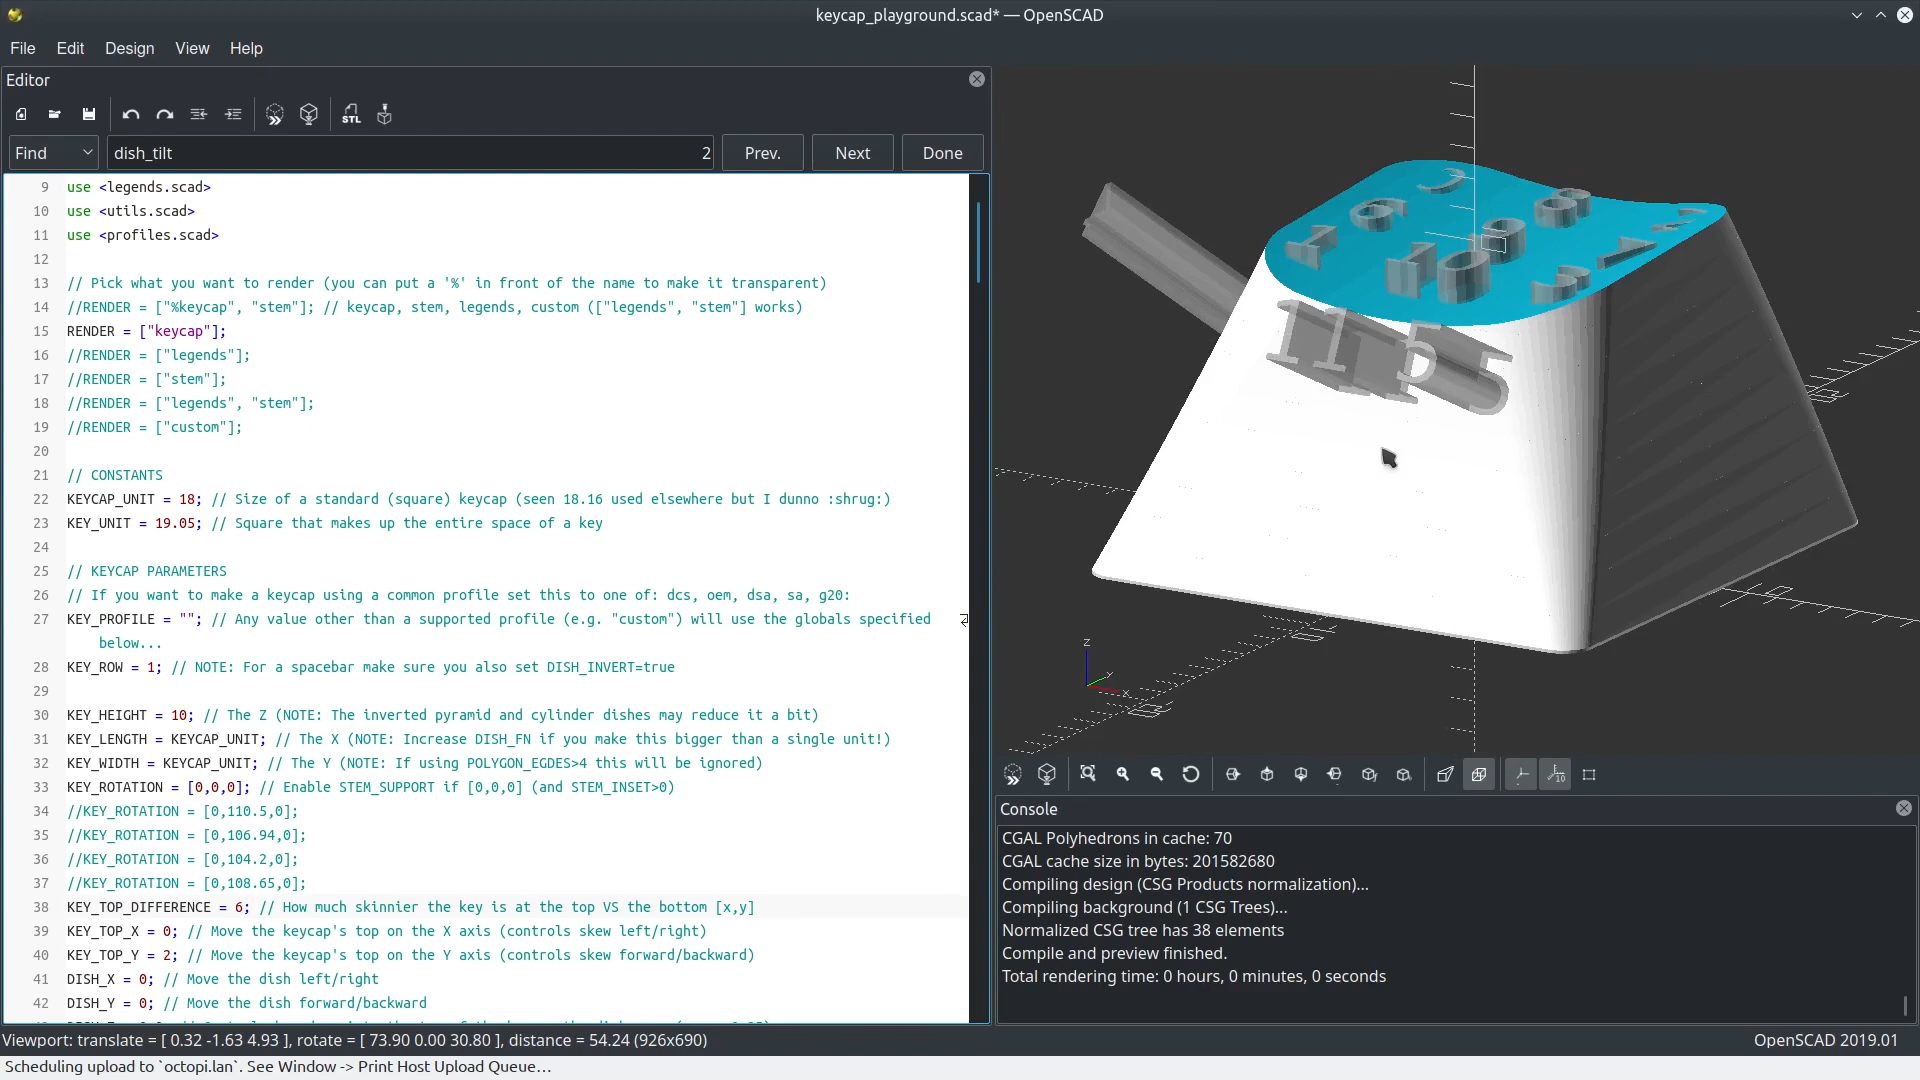 keycap_playground.scad* — OpenSCAD
File Edit Design View Help
Editor
STL
Find dish_tilt 2 Prev. Next Done
9 use <legends.scad>
10 use <utils.scad>
11 use <profiles.scad>
12
13 // Pick what you want to render (you can put a '%' in front of the name to make it transparent)
14 //RENDER = ["%keycap", "stem"]; // keycap, stem, legends, custom (["legends", "stem"] works)
15 RENDER = ["keycap"];
16 //RENDER = ["legends"];
17 //RENDER = ["stem"];
18 //RENDER = ["legends", "stem"];
19 //RENDER = ["custom"];
20
21 // CONSTANTS
22 KEYCAP_UNIT = 18; // Size of a standard (square) keycap (seen 18.16 used elsewhere but I dunno :shrug:)
23 KEY_UNIT = 19.05; // Square that makes up the entire space of a key
24
25 // KEYCAP PARAMETERS
26 // If you want to make a keycap using a common profile set this to one of: dcs, oem, dsa, sa, g20:
27 KEY_PROFILE = ""; // Any value other than a supported profile (e.g. "custom") will use the globals specified
below...
28 KEY_ROW = 1; // NOTE: For a spacebar make sure you also set DISH_INVERT=true
29
30 KEY_HEIGHT = 10; // The Z (NOTE: The inverted pyramid and cylinder dishes may reduce it a bit)
31 KEY_LENGTH = KEYCAP_UNIT; // The X (NOTE: Increase DISH_FN if you make this bigger than a single unit!)
32 KEY_WIDTH = KEYCAP_UNIT; // The Y (NOTE: If using POLYGON_EGDES>4 this will be ignored)
33 KEY_ROTATION = [0,0,0]; // Enable STEM_SUPPORT if [0,0,0] (and STEM_INSET>0)
34 //KEY_ROTATION = [0,110.5,0];
35 //KEY_ROTATION = [0,106.94,0];
36 //KEY_ROTATION = [0,104.2,0];
37 //KEY_ROTATION = [0,108.65,0];
38 KEY_TOP_DIFFERENCE = 6; // How much skinnier the key is at the top VS the bottom [x,y]
39 KEY_TOP_X = 0; // Move the keycap's top on the X axis (controls skew left/right)
40 KEY_TOP_Y = 2; // Move the keycap's top on the Y axis (controls skew forward/backward)
41 DISH_X = 0; // Move the dish left/right
42 DISH_Y = 0; // Move the dish forward/backward
z
y
x
10
Console
CGAL Polyhedrons in cache: 70
CGAL cache size in bytes: 201582680
Compiling design (CSG Products normalization)...
Compiling background (1 CSG Trees)...
Normalized CSG tree has 38 elements
Compile and preview finished.
Total rendering time: 0 hours, 0 minutes, 0 seconds
Viewport: translate = [ 0.32 -1.63 4.93 ], rotate = [ 73.90 0.00 30.80 ], distance = 54.24 (926x690)
OpenSCAD 2019.01
Scheduling upload to `octopi.lan`. See Window -> Print Host Upload Queue…